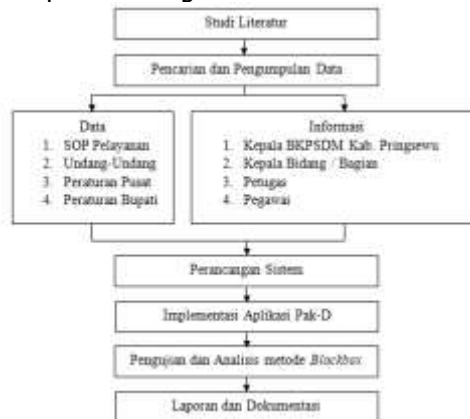 Studi Literatur
Pencarian dan Pengumpulan Data
Data
1. SOP Pelayanan
2. Undang-Undang
3. Peraturan Pusat
4. Peraturan Bupati
Informasi
1. Kepala BKPSDM Kab. Pringsewu
2. Kepala Bidang / Bagian
3. Petugas
4. Pegawai
Perancangan Sistem
Implementasi Aplikasi Pak-D
Pengujian dan Analisis metode Blackbox
Laporan dan Dokumentasi